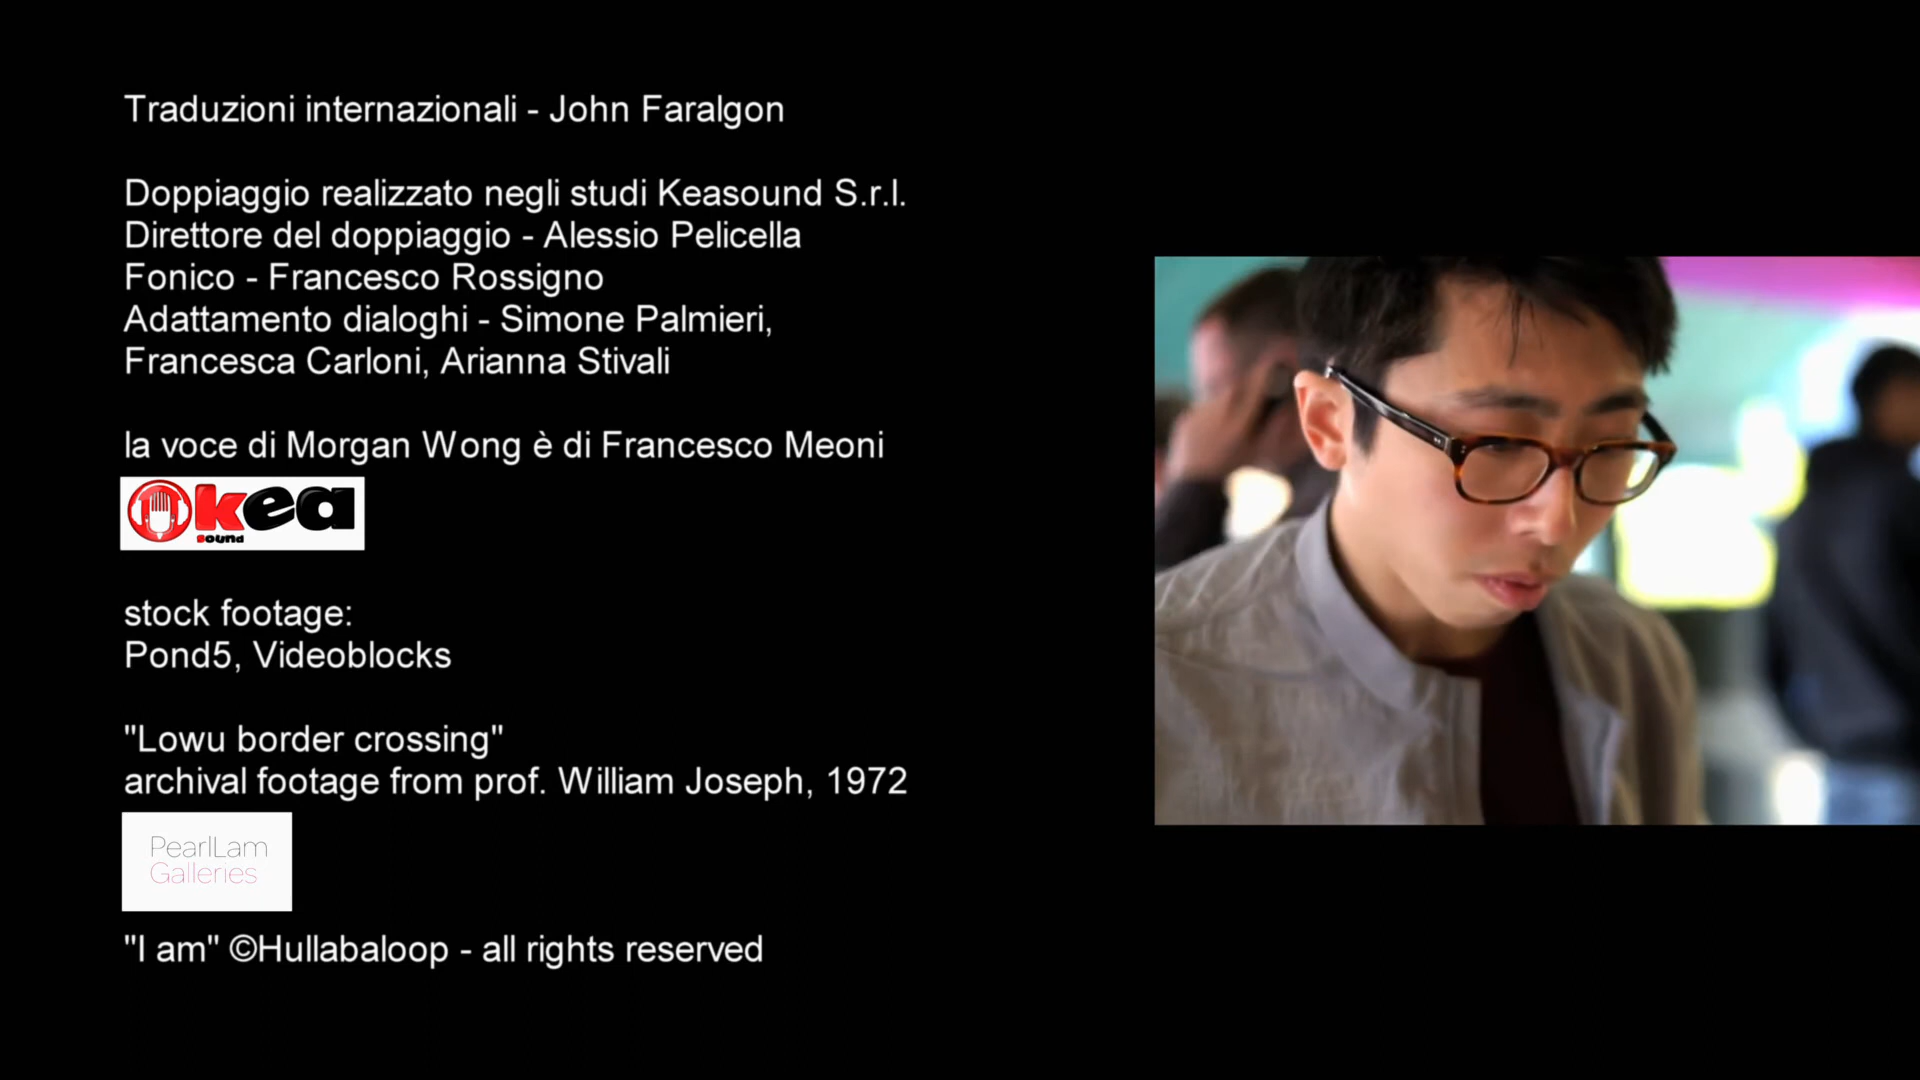 Traduzioni internazionali - John Faralgon
Doppiaggio realizzato negli studi Keasound S.r.l.
Direttore del doppiaggio - Alessio Pelicella
Fonico - Francesco Rossigno
Adattamento dialoghi - Simone Palmieri,
Francesca Carloni, Arianna Stivali
la voce di Morgan Wong è di Francesco Meoni
kea
sound
stock footage:
Pond5, Videoblocks
"Lowu border crossing"
archival footage from prof. William Joseph, 1972
PearlLam
Galleries
"I am" ©Hullabaloop - all rights reserved